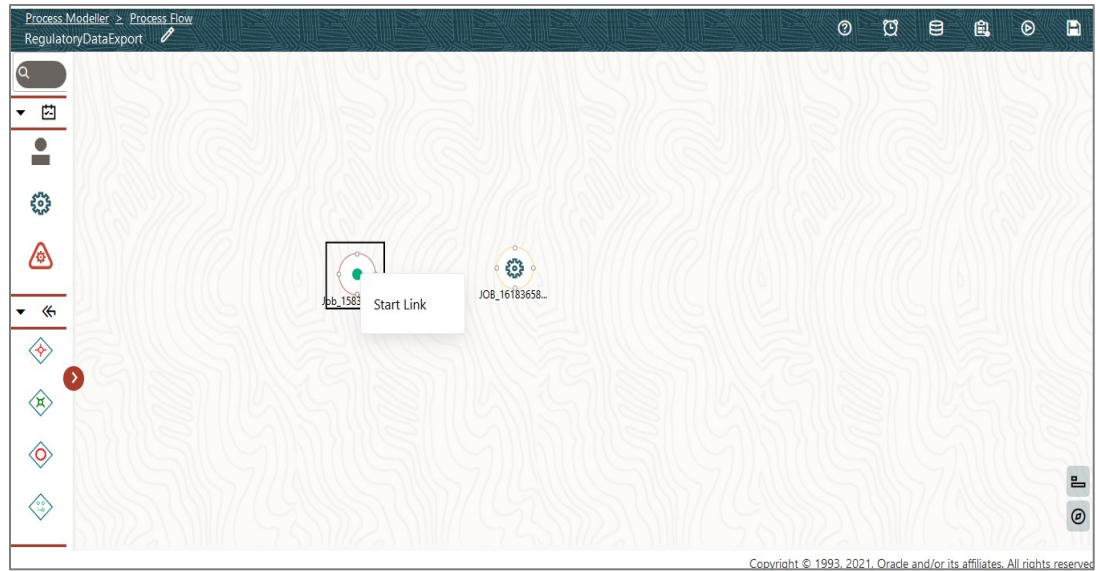 Process Modeller > Process Flow
RegulatoryDataExport
Start Link
Job_1583
JOB_16183658...
Copyright © 1993, 2021, Oracle and/or its affiliates. All rights reserved